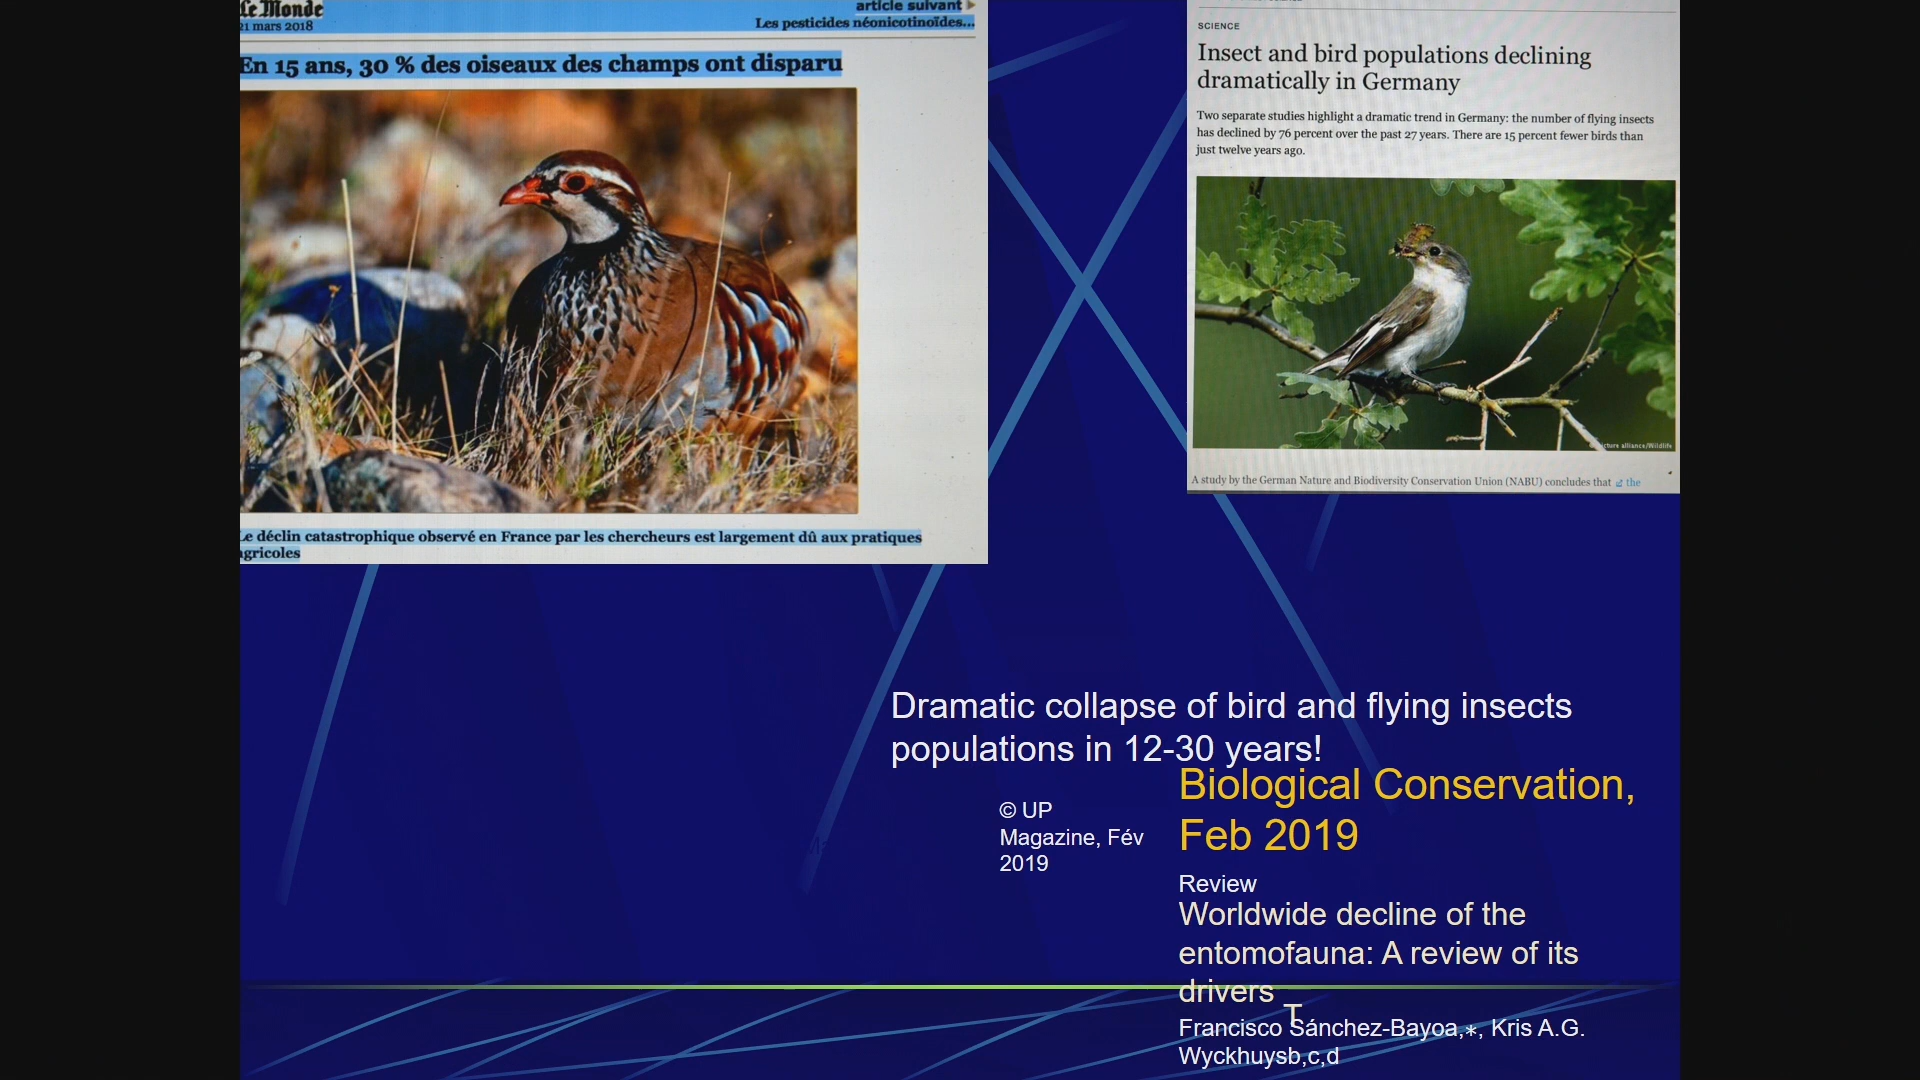 Le Monde
21 mars 2018
article suivant
Les pesticides néonicotinoïdes...
En 15 ans, 30 % des oiseaux des champs ont disparu
Le déclin catastrophique observé en France par les chercheurs est largement dû aux pratiques
agricoles
SCIENCE
Insect and bird populations declining
dramatically in Germany
Two separate studies highlight a dramatic trend in Germany: the number of flying insects
has declined by 76 percent over the past 27 years. There are 15 percent fewer birds than
just twelve years ago.
picture alliance/Wildlife
A study by the German Nature and Biodiversity Conservation Union (NABU) concludes that the
Dramatic collapse of bird and flying insects
populations in 12-30 years!
© UP
Magazine, Fév
2019
Biological Conservation,
Feb 2019
Review
Worldwide decline of the
entomofauna: A review of its
drivers
T
Francisco Sánchez-Bayoa,∗, Kris A.G.
Wyckhuysb,c,d